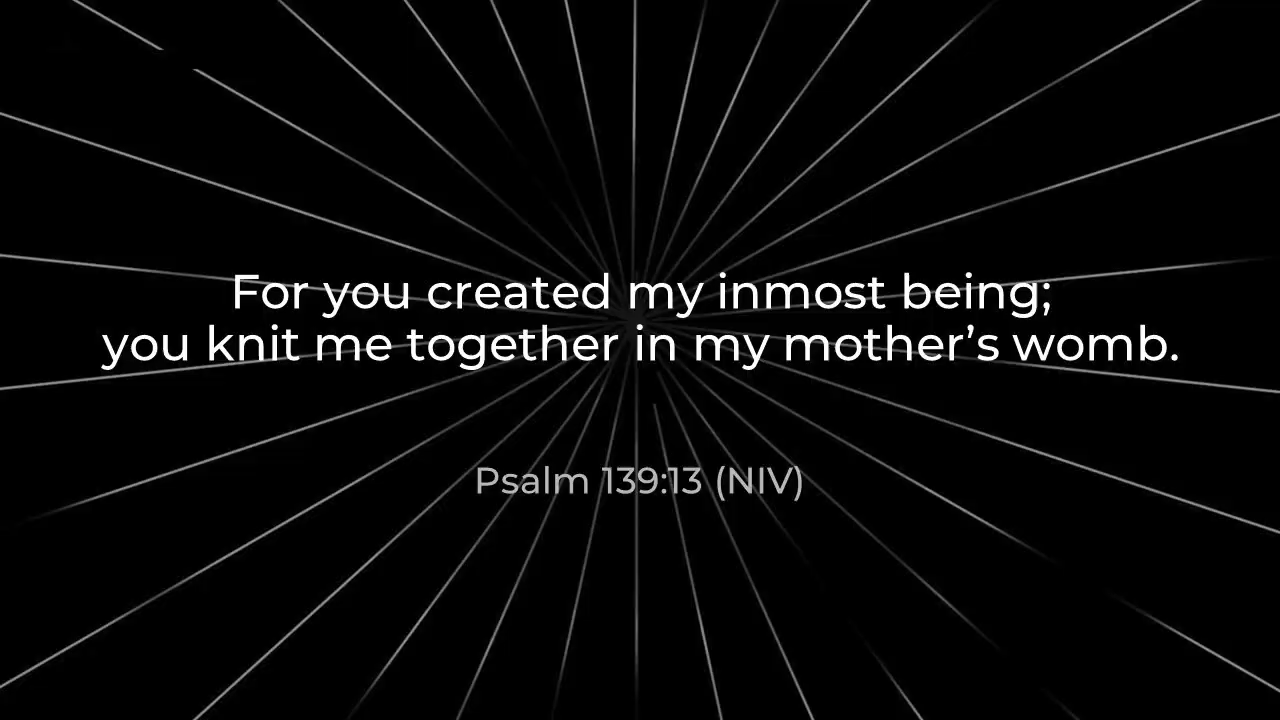 For you created my inmost being;
you knit me together in my mother’s womb.
Psalm 139:13 (NIV)